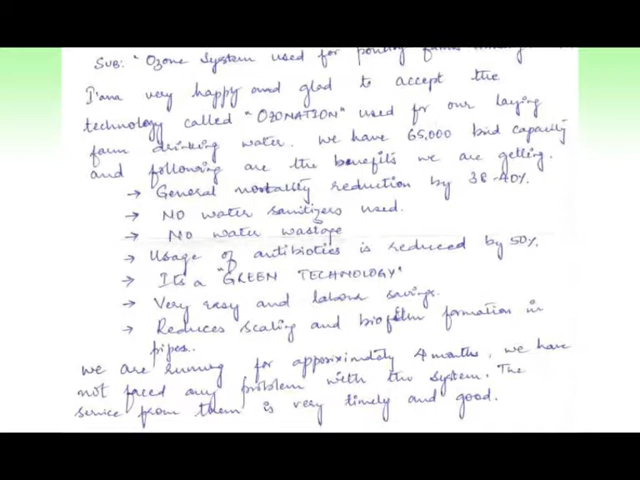 SUB: "Ozone System used for poultry farms
I'am very happy and glad to accept the
technology called "OZONATION" used for our laying
farm drinking water. we have 65,000 bird capacity
and following are the benefits we are getting.
→ General mortality reduction by 38-40%.
→ NO water sanitizers used.
→ NO water wastage
→ Usage of antibiotics is reduced by 50%.
→ Its a "GREEN TECHNOLOGY"
→ Very easy and labour savings.
→ Reduces scaling and biofilm formation in
pipes..
we are running for approximately 4 months, we have
not faced any problem with the system. The
service from them is very timely and good.